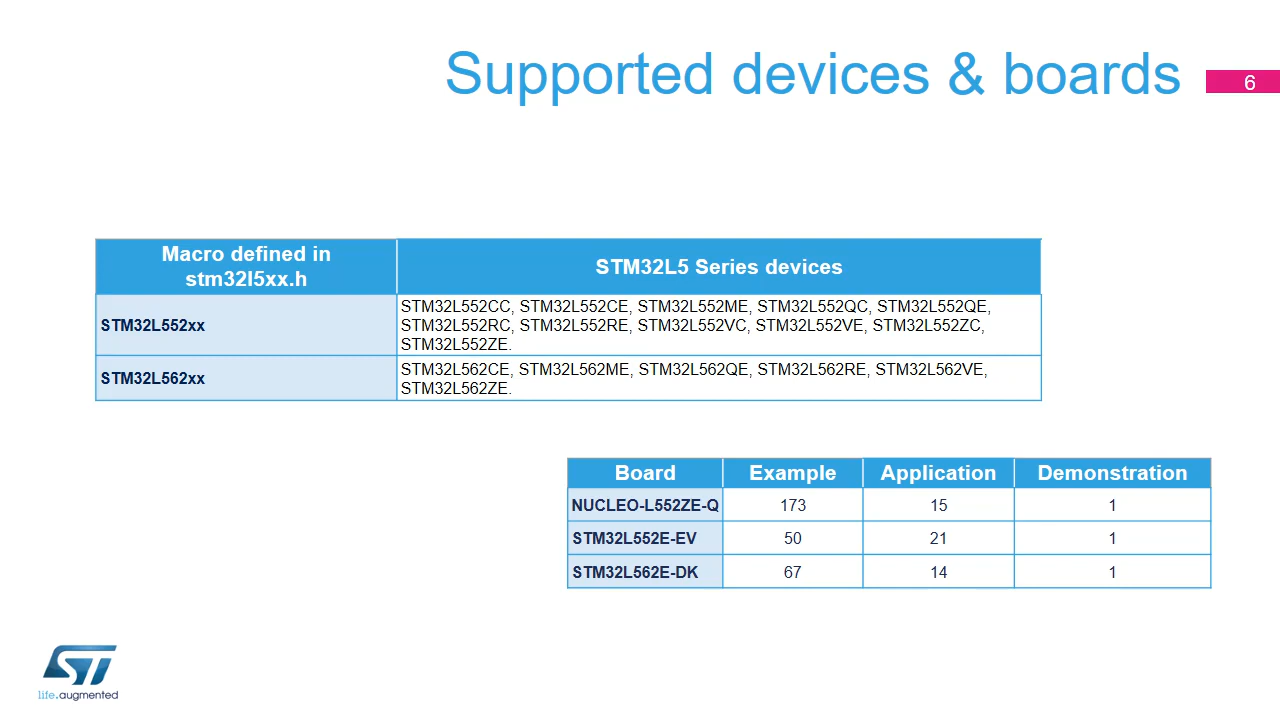 Supported devices & boards
6
Macro defined in
stm32l5xx.h
STM32L5 Series devices
STM32L552xx
STM32L552CC, STM32L552CE, STM32L552ME, STM32L552QC, STM32L552QE,
STM32L552RC, STM32L552RE, STM32L552VC, STM32L552VE, STM32L552ZC,
STM32L552ZE.
STM32L562xx
STM32L562CE, STM32L562ME, STM32L562QE, STM32L562RE, STM32L562VE,
STM32L562ZE.
Board Example Application Demonstration
NUCLEO-L552ZE-Q 173 15 1
STM32L552E-EV 50 21 1
STM32L562E-DK 67 14 1
ST
life.augmented